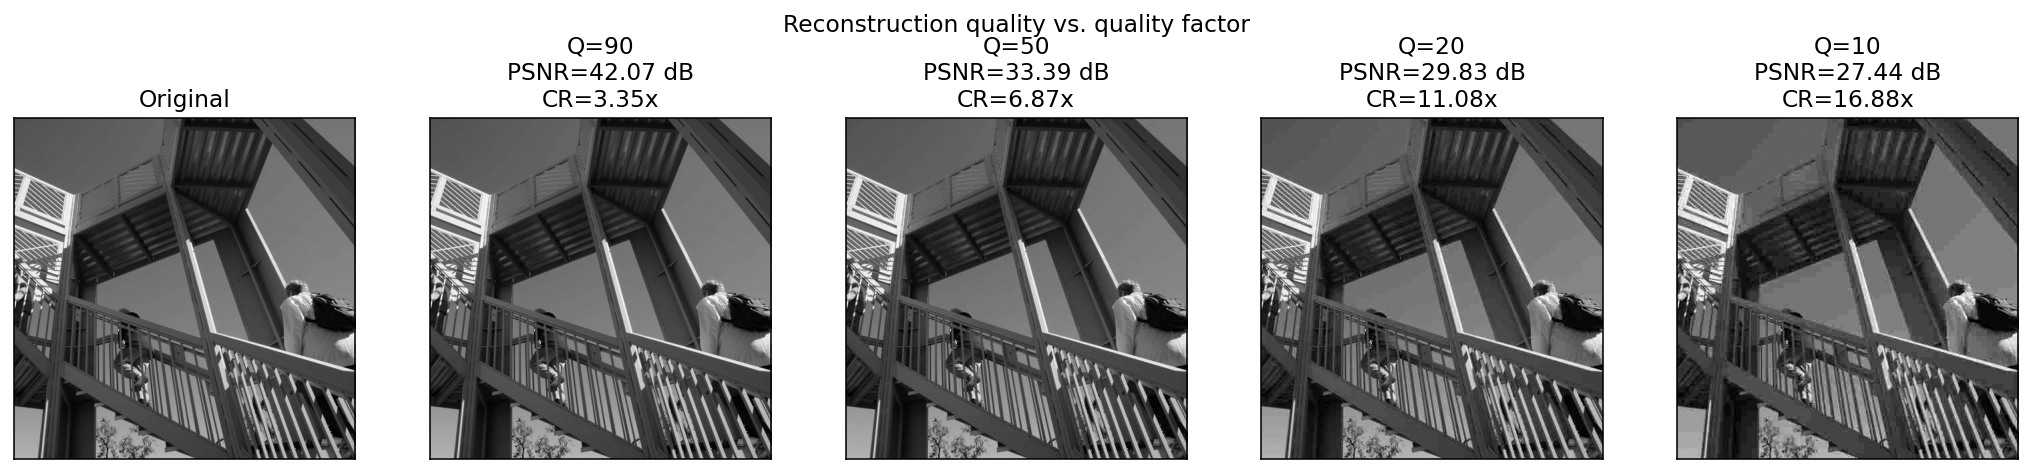 Reconstruction quality vs. quality factor
Original
Q=90
PSNR=42.07 dB
CR=3.35x
Q=50
PSNR=33.39 dB
CR=6.87x
Q=20
PSNR=29.83 dB
CR=11.08x
Q=10
PSNR=27.44 dB
CR=16.88x